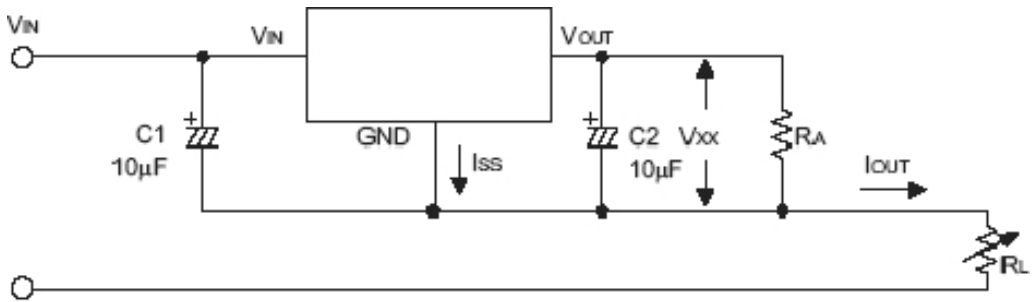 VIN
VIN
VOUT
C1
10µF
GND
ISS
C2
10µF
VXX
RA
IOUT
RL